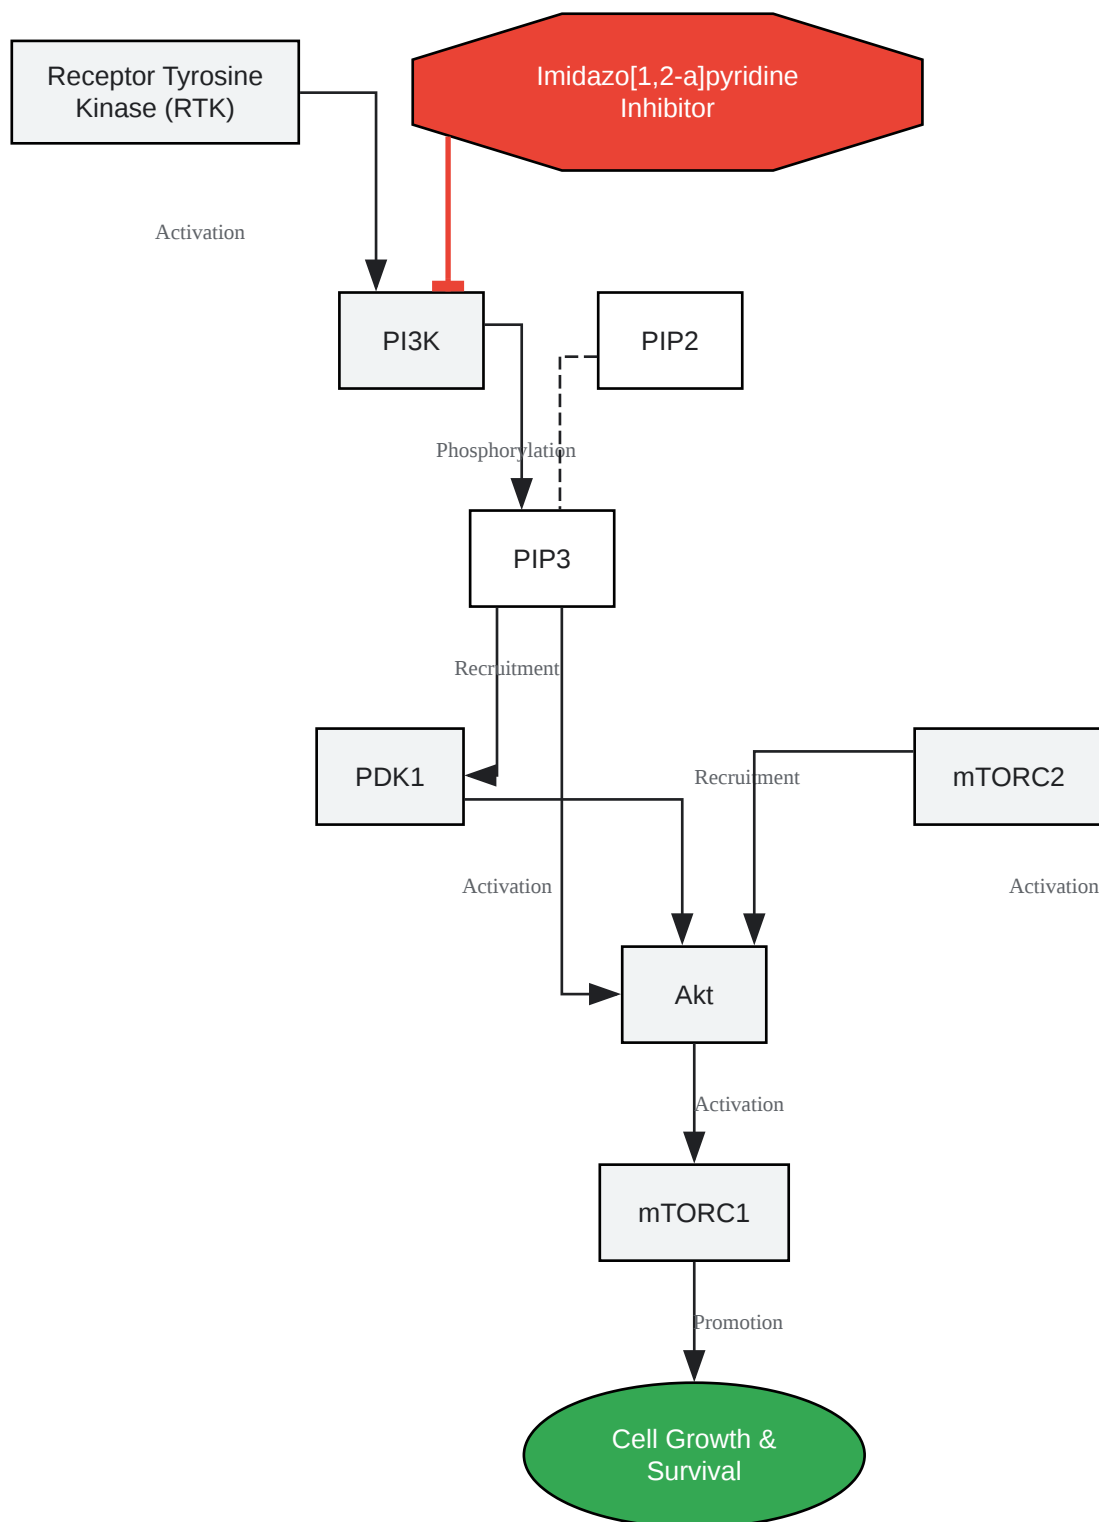 Receptor Tyrosine
Kinase (RTK)
Imidazo[1,2-a]pyridine
Inhibitor
Activation
PI3K
PIP2
Phosphorylation
PIP3
Recruitment
PDK1
Recruitment
mTORC2
Activation
Activation
Akt
Activation
mTORC1
Promotion
Cell Growth &
Survival